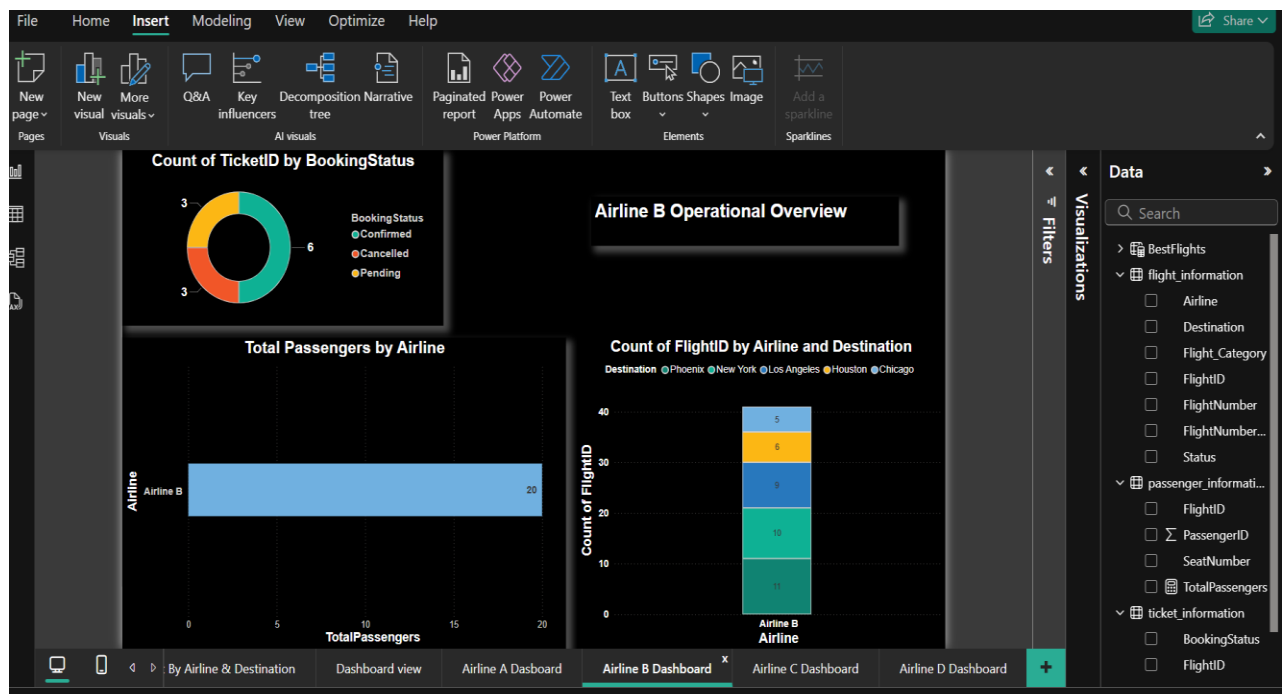 File Home Insert Modeling View Optimize Help
Share
New page
New visual
More visuals
Q&A
Key influencers
Decomposition tree
Narrative
Paginated report
Power Apps
Power Automate
Text box
Buttons
Shapes
Image
Add a sparkline
Pages
Visuals
AI visuals
Power Platform
Elements
Sparklines
Count of TicketID by BookingStatus
3
6
3
BookingStatus
Confirmed
Cancelled
Pending
Airline B Operational Overview
Total Passengers by Airline
Airline
Airline B
20
0 5 10 15 20
TotalPassengers
Count of FlightID by Airline and Destination
Destination Phoenix New York Los Angeles Houston Chicago
Count of FlightID
40
30
20
10
0
5
6
9
10
11
Airline B
Airline
Filters
Visualizations
Data
Search
BestFlights
flight_information
Airline
Destination
Flight_Category
FlightID
FlightNumber
FlightNumber...
Status
passenger_informati...
FlightID
PassengerID
SeatNumber
TotalPassengers
ticket_information
BookingStatus
FlightID
By Airline & Destination
Dashboard view
Airline A Dasboard
Airline B Dashboard
Airline C Dashboard
Airline D Dashboard